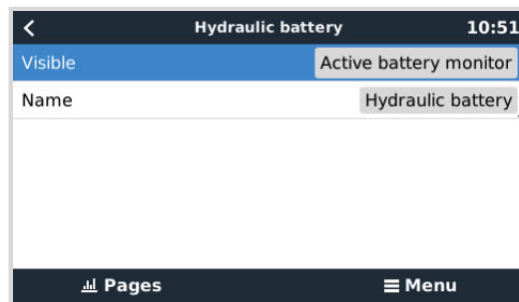 Hydraulic battery 10:51
Visible Active battery monitor
Name Hydraulic battery
Pages Menu